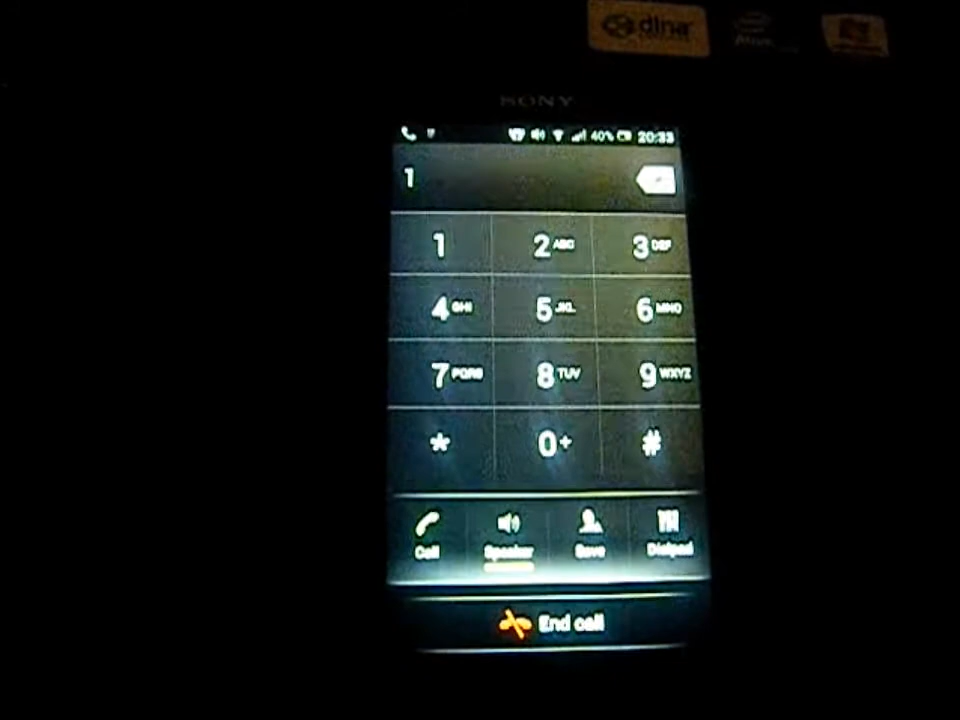 dlna
SONY
40% 20:33
1
1 2 ABC 3 DEF
4 GHI 5 JKL 6 MNO
7 PQRS 8 TUV 9 WXYZ
* 0 + #
Call Speaker Save Dialpad
End call